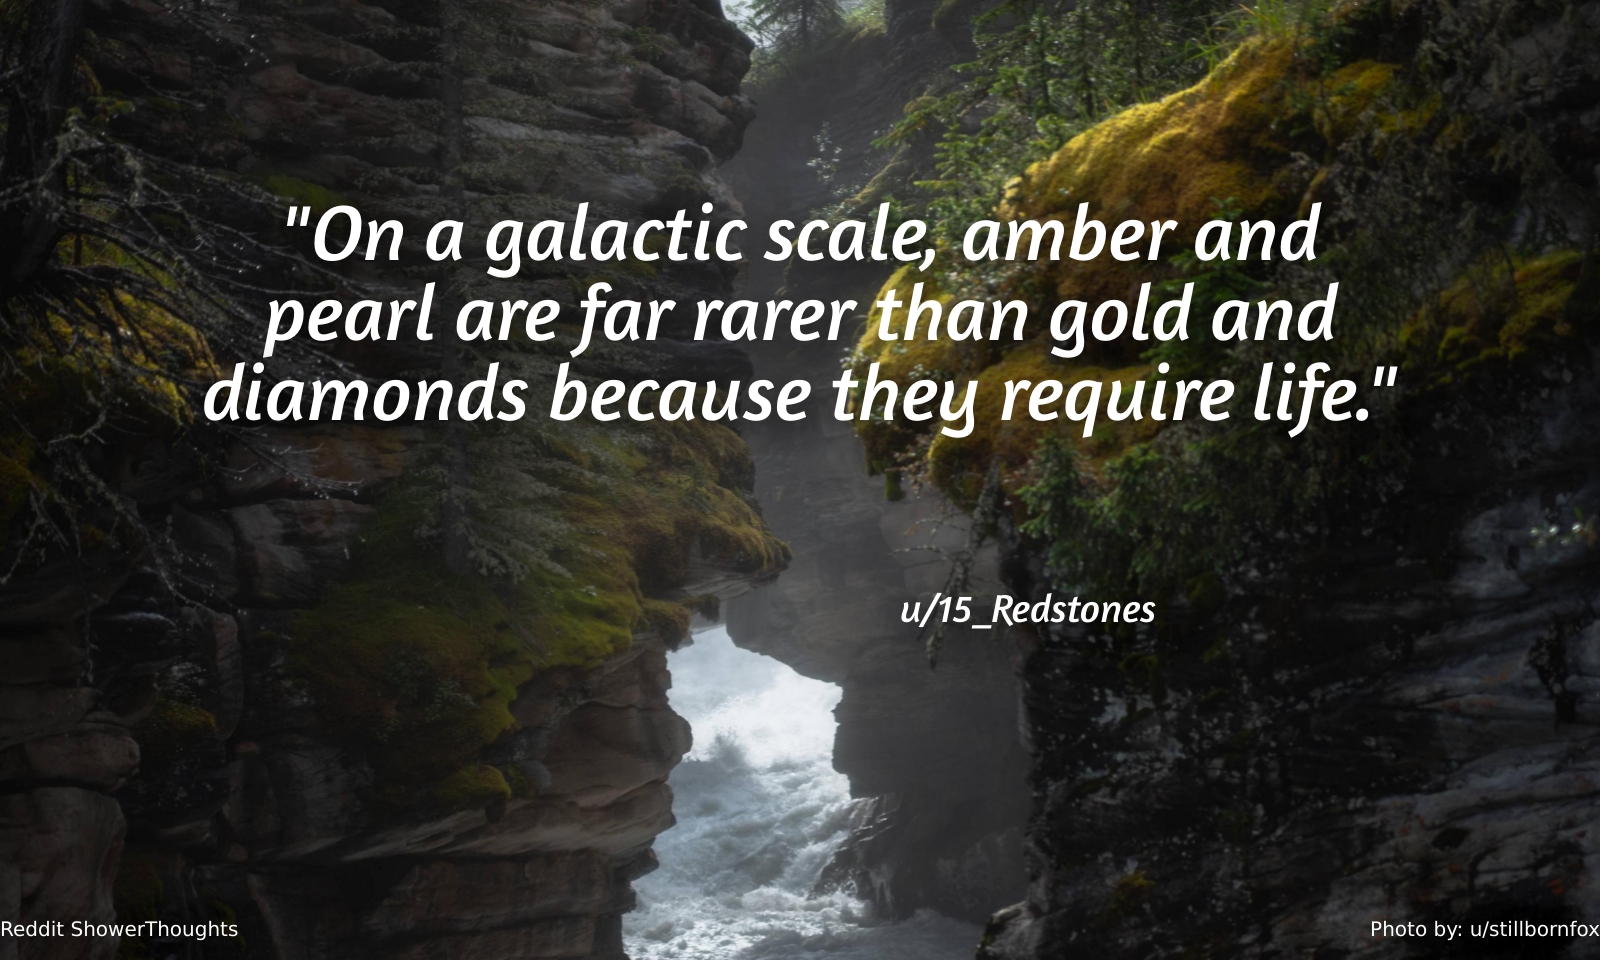 "On a galactic scale, amber and
pearl are far rarer than gold and
diamonds because they require life."
u/15_Redstones
Reddit ShowerThoughts
Photo by: u/stillbornfox